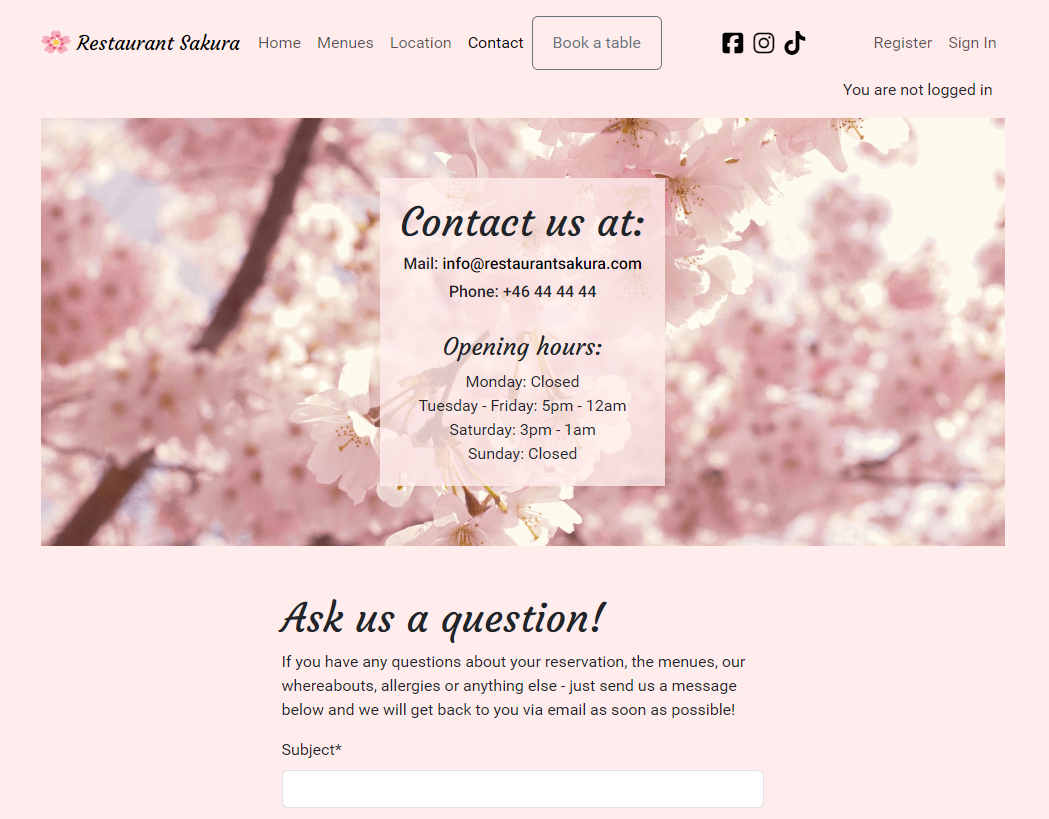 Restaurant Sakura Home Menues Location Contact Book a table Register Sign In
You are not logged in
Contact us at:
Mail: info@restaurantsakura.com
Phone: +46 44 44 44
Opening hours:
Monday: Closed
Tuesday - Friday: 5pm - 12am
Saturday: 3pm - 1am
Sunday: Closed
Ask us a question!
If you have any questions about your reservation, the menues, our
whereabouts, allergies or anything else - just send us a message
below and we will get back to you via email as soon as possible!
Subject*